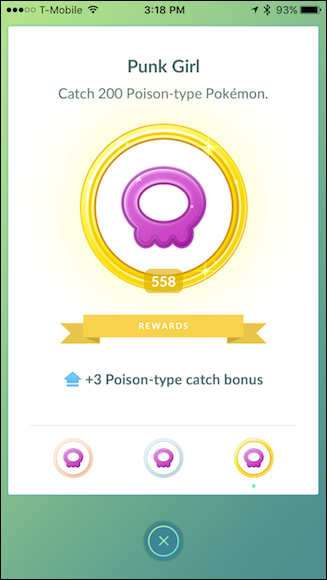 T-Mobile 3:18 PM 93%
Punk Girl
Catch 200 Poison-type Pokémon.
558
REWARDS
+3 Poison-type catch bonus